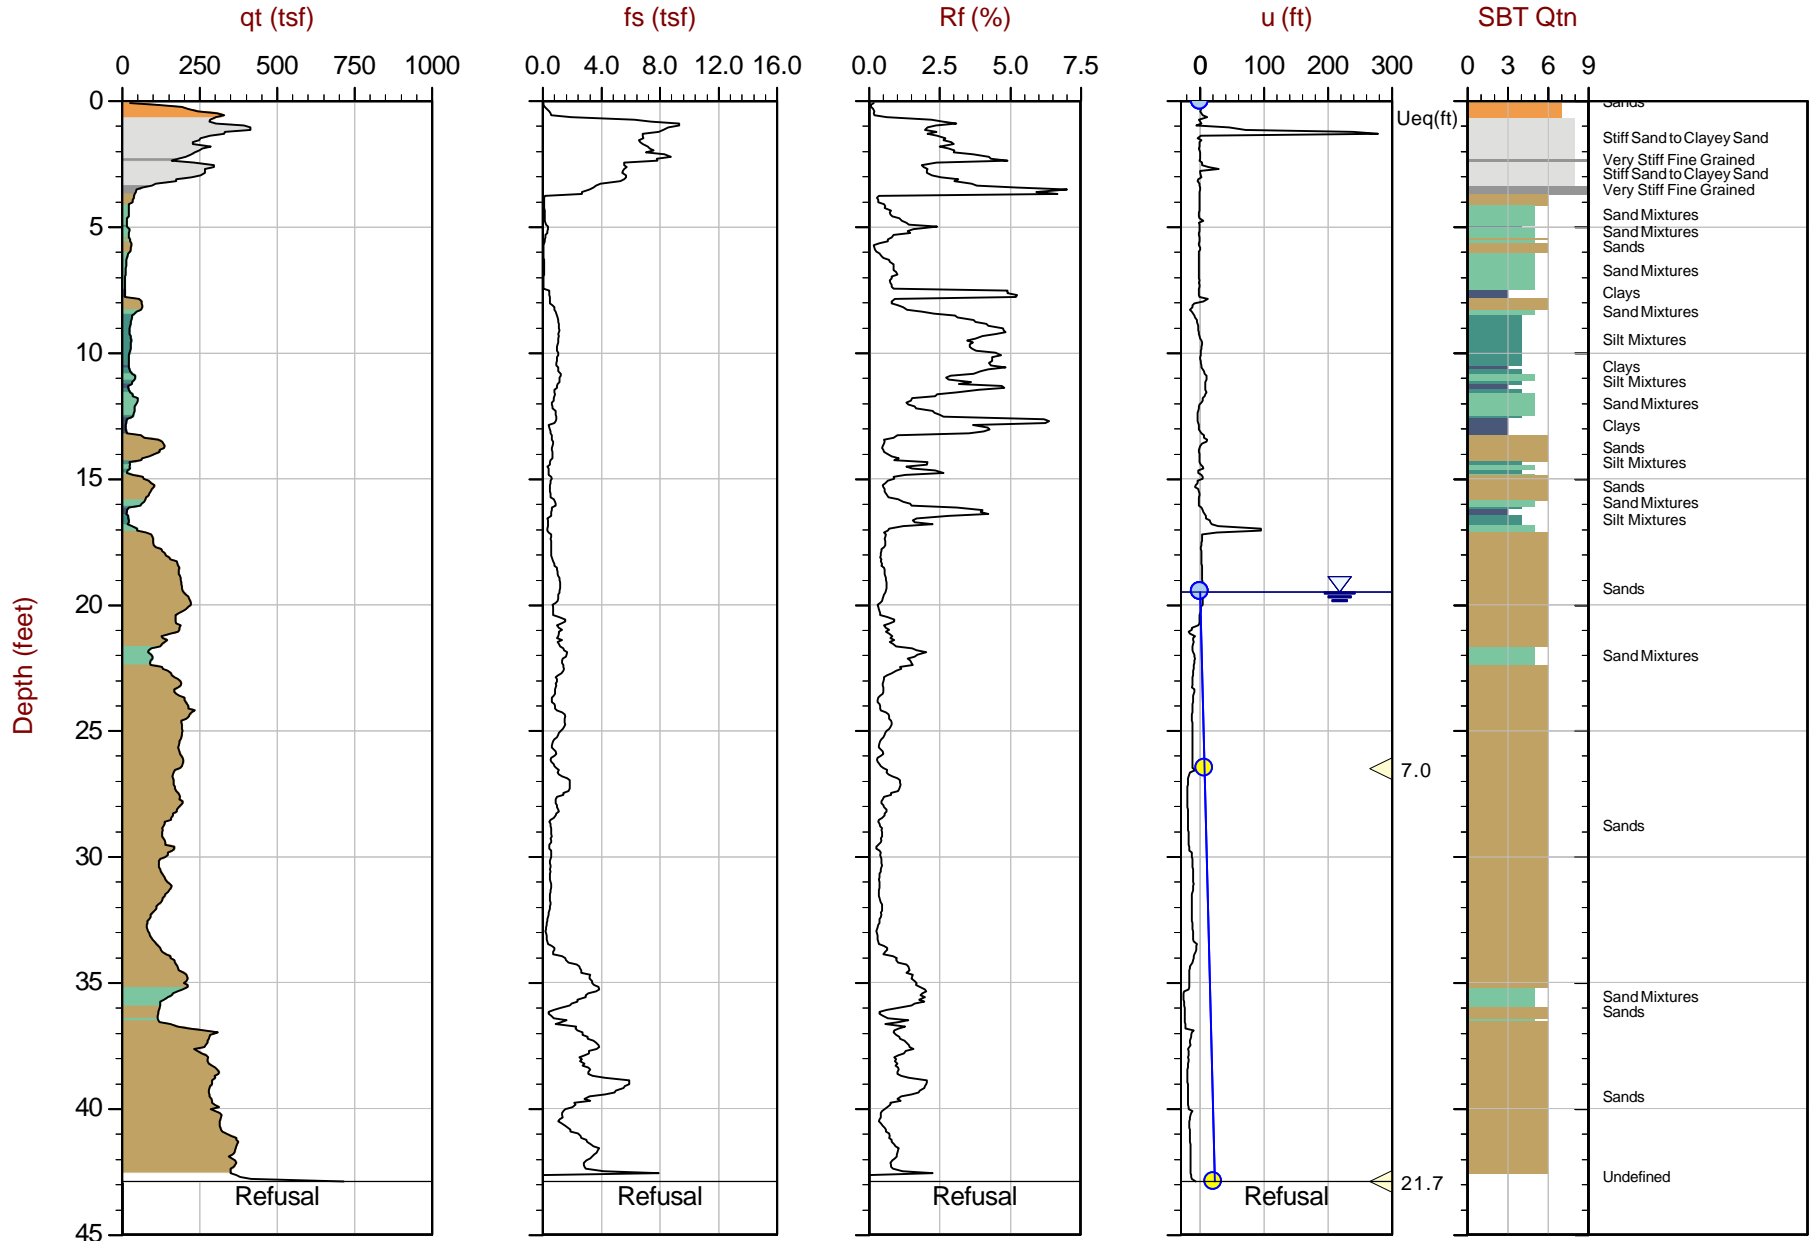 qt (tsf) fs (tsf) Rf (%) u (ft) SBT Qtn
0 250 500 750 1000 0.0 4.0 8.0 12.0 16.0 0.0 2.5 5.0 7.5 0 100 200 300 0 3 6 9
0
Sands
Ueq(ft)
Stiff Sand to Clayey Sand
Very Stiff Fine Grained
Stiff Sand to Clayey Sand
Very Stiff Fine Grained
Sand Mixtures
5
Sand Mixtures
Sands
Sand Mixtures
Clays
Sand Mixtures
Silt Mixtures
10
Clays
Silt Mixtures
Sand Mixtures
Clays
Sands
Silt Mixtures
15
Sands
Sand Mixtures
Silt Mixtures
Sands
20
Sand Mixtures
Depth (feet)
25
7.0
Sands
30
35
Sand Mixtures
Sands
Sands
40
Undefined
21.7
Refusal Refusal Refusal Refusal
45